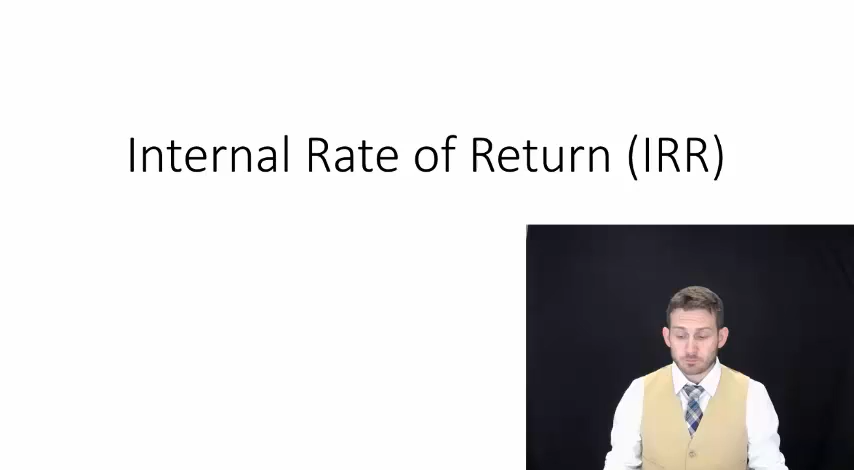 Internal Rate of Return (IRR)